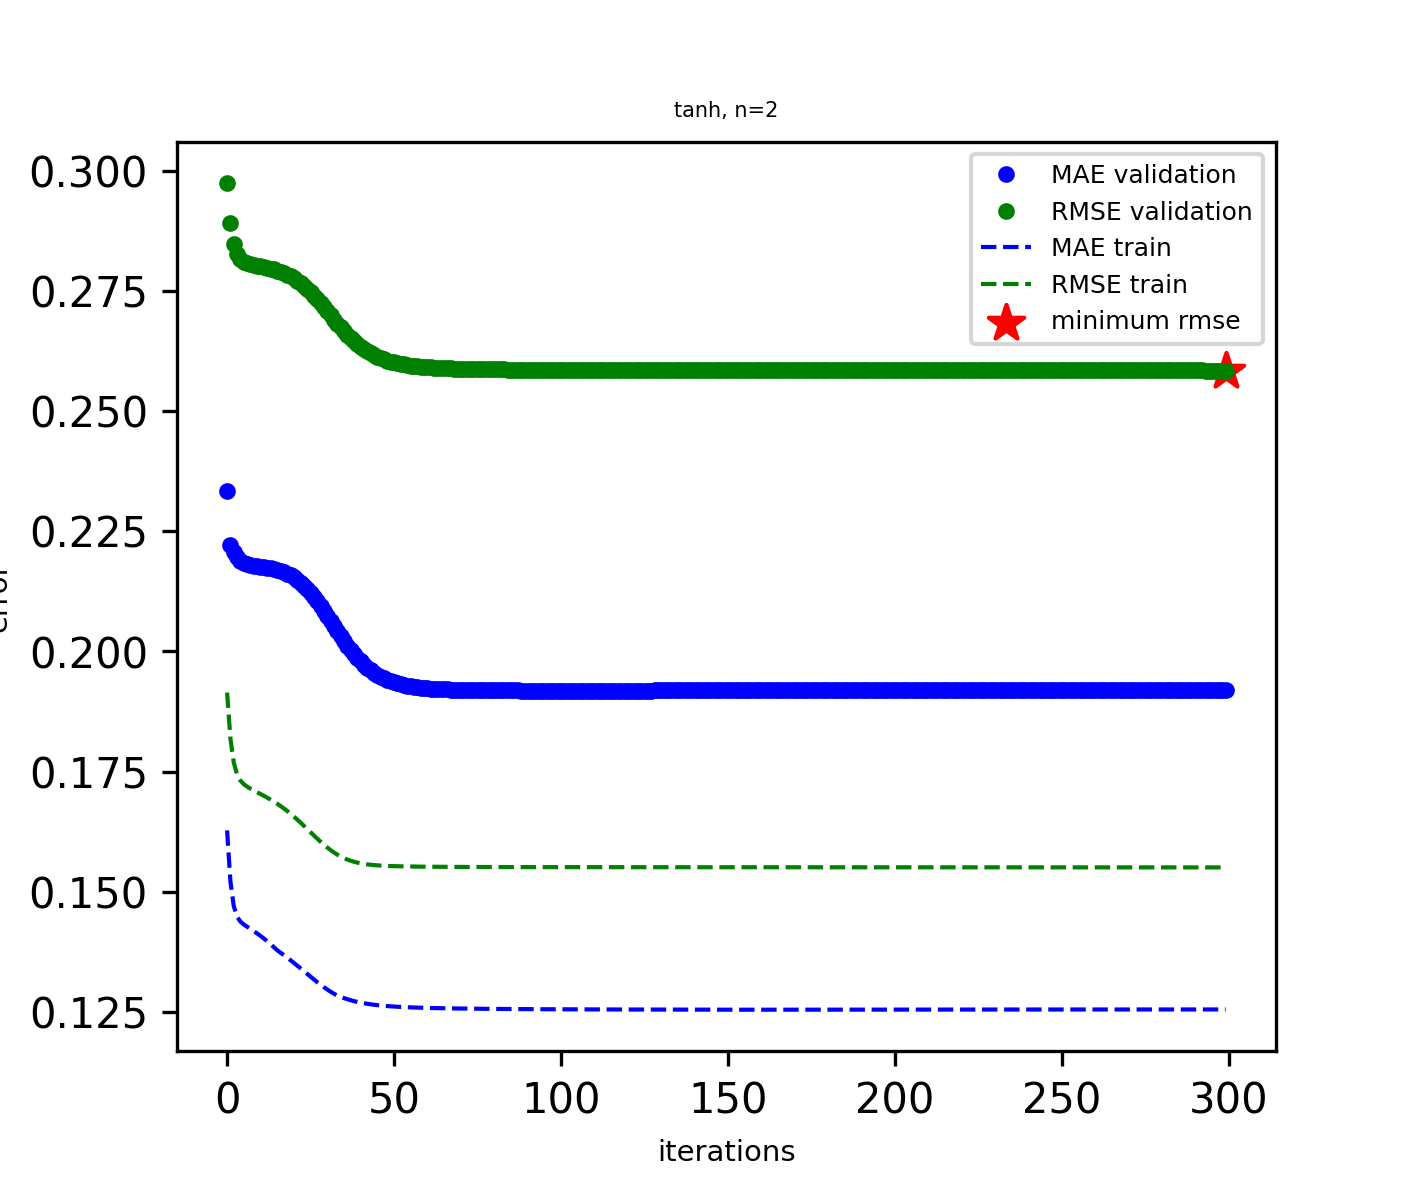 tanh, n=2
0.300
0.275
0.250
0.225
0.200
0.175
0.150
0.125
MAE validation
RMSE validation
MAE train
RMSE train
minimum rmse
0 50 100 150 200 250 300
iterations